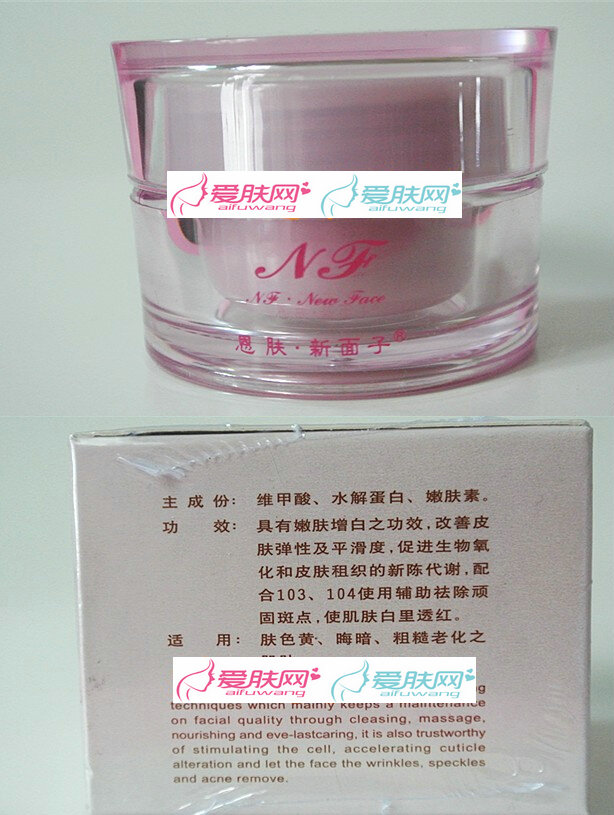 爱肤网 爱肤网
aifuwang aifuwang
NF
NF · New Face
恩肤·新面子®
主成份: 维甲酸、水解蛋白、嫩肤素。
功 效: 具有嫩肤增白之功效,改善皮
肤弹性及平滑度,促进生物氧
化和皮肤租织的新陈代谢,配
合103、104使用辅助祛除顽
固斑点,使肌肤白里透红。
适 用: 肤色黄、晦暗、粗糙老化之
爱肤网 爱肤网
aifuwang aifuwang
techniques which mainly keeps a maintenance
on facial quality through cleasing, massage,
nourishing and eve-lastcaring, it is also trustworthy
of stimulating the cell, accelerating cuticle
alteration and let the face the wrinkles, speckles
and acne remove.